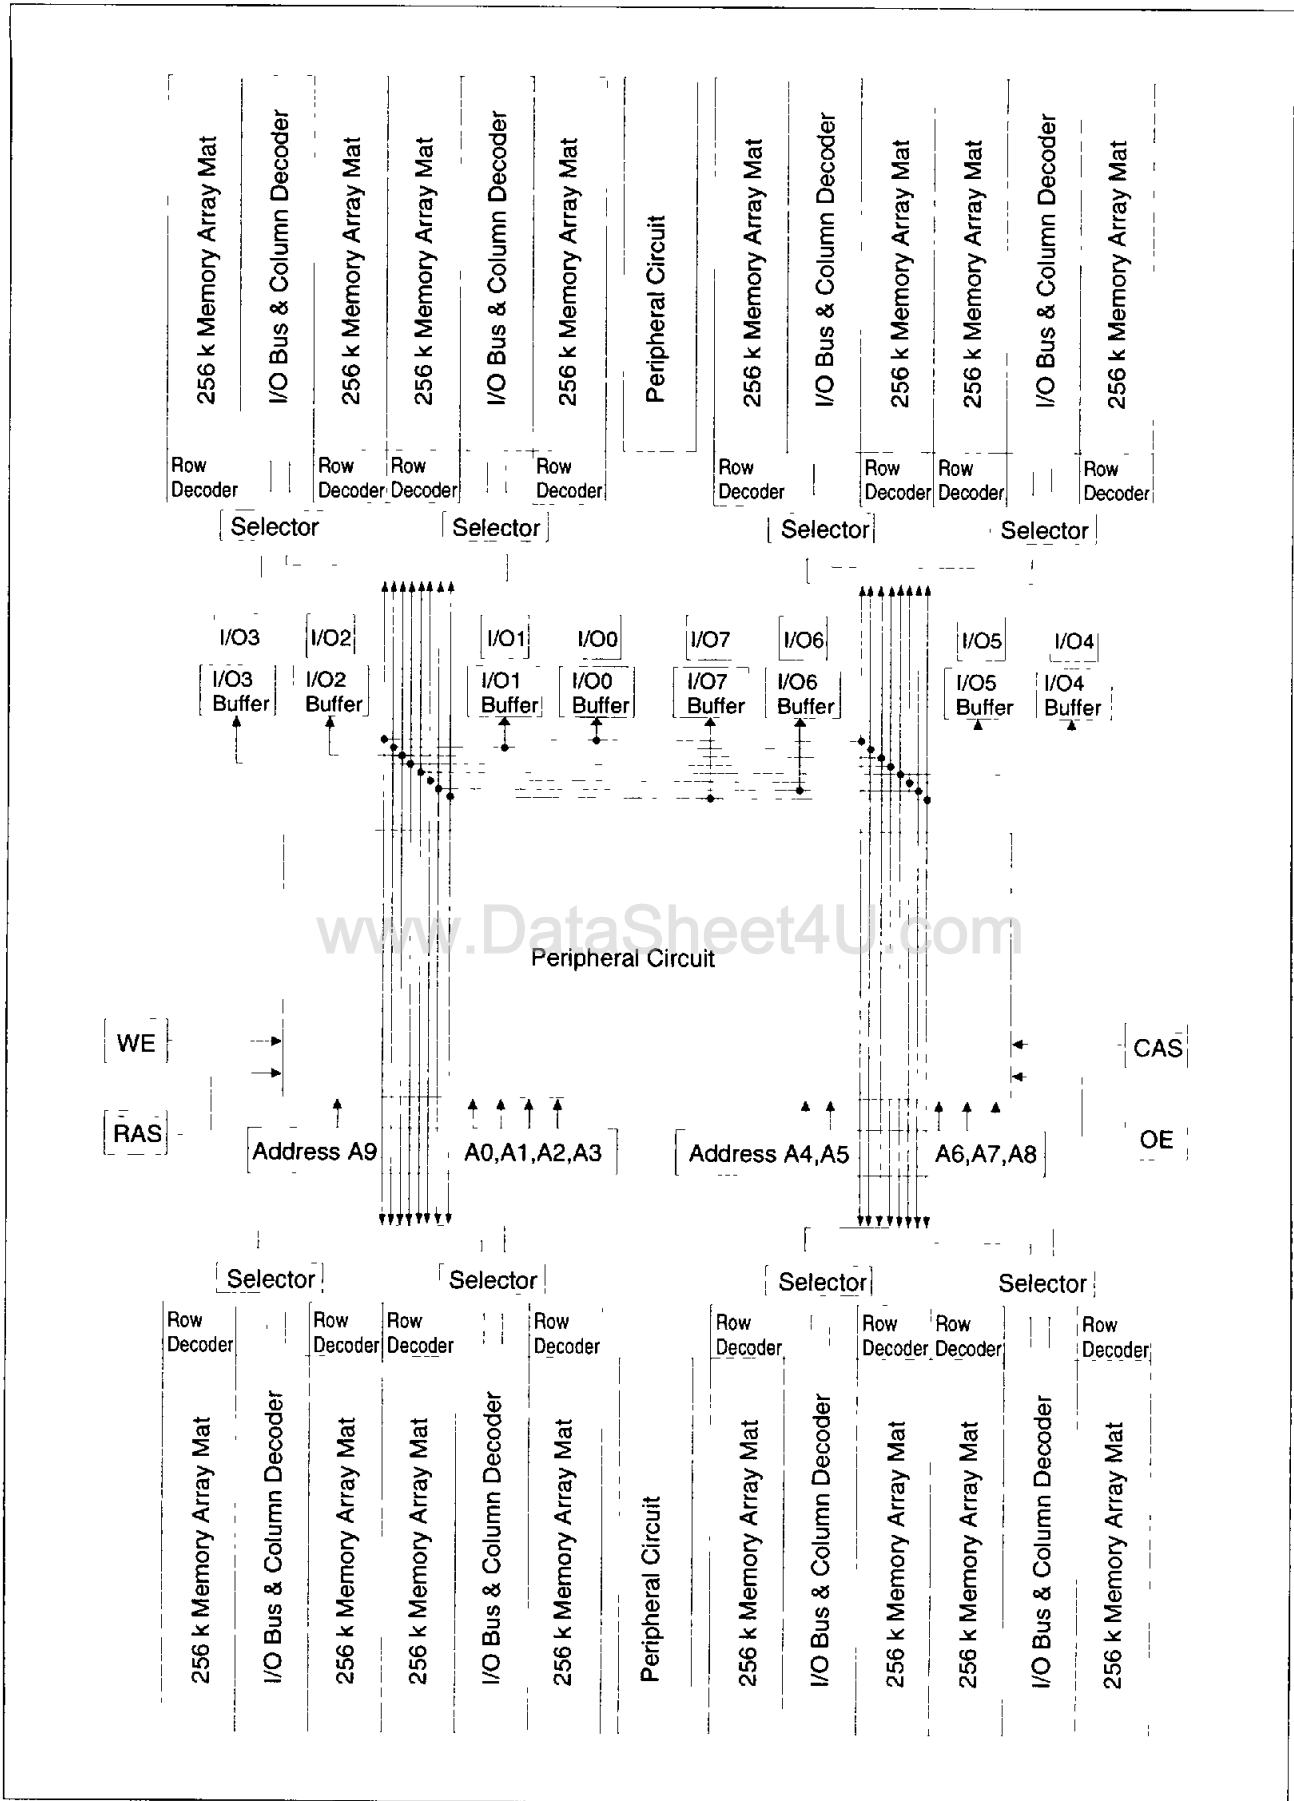 256 k Memory Array Mat
I/O Bus & Column Decoder
256 k Memory Array Mat
256 k Memory Array Mat
I/O Bus & Column Decoder
256 k Memory Array Mat
Peripheral Circuit
256 k Memory Array Mat
I/O Bus & Column Decoder
256 k Memory Array Mat
256 k Memory Array Mat
I/O Bus & Column Decoder
256 k Memory Array Mat
Row
Decoder
Row
Decoder
Row
Decoder
Row
Decoder
Row
Decoder
Row
Decoder
Row
Decoder
Row
Decoder
Selector
Selector
Selector
Selector
I/O3
I/O2
I/O1
I/O0
I/O7
I/O6
I/O5
I/O4
I/O3
Buffer
I/O2
Buffer
I/O1
Buffer
I/O0
Buffer
I/O7
Buffer
I/O6
Buffer
I/O5
Buffer
I/O4
Buffer
www.DataSheet4U.com
Peripheral Circuit
WE
CAS
RAS
Address A9
A0,A1,A2,A3
Address A4,A5
A6,A7,A8
OE
Selector
Selector
Selector
Selector
Row
Decoder
Row
Decoder
Row
Decoder
Row
Decoder
Row
Decoder
Row
Decoder
Row
Decoder
Row
Decoder
256 k Memory Array Mat
I/O Bus & Column Decoder
256 k Memory Array Mat
256 k Memory Array Mat
I/O Bus & Column Decoder
256 k Memory Array Mat
Peripheral Circuit
256 k Memory Array Mat
I/O Bus & Column Decoder
256 k Memory Array Mat
256 k Memory Array Mat
I/O Bus & Column Decoder
256 k Memory Array Mat